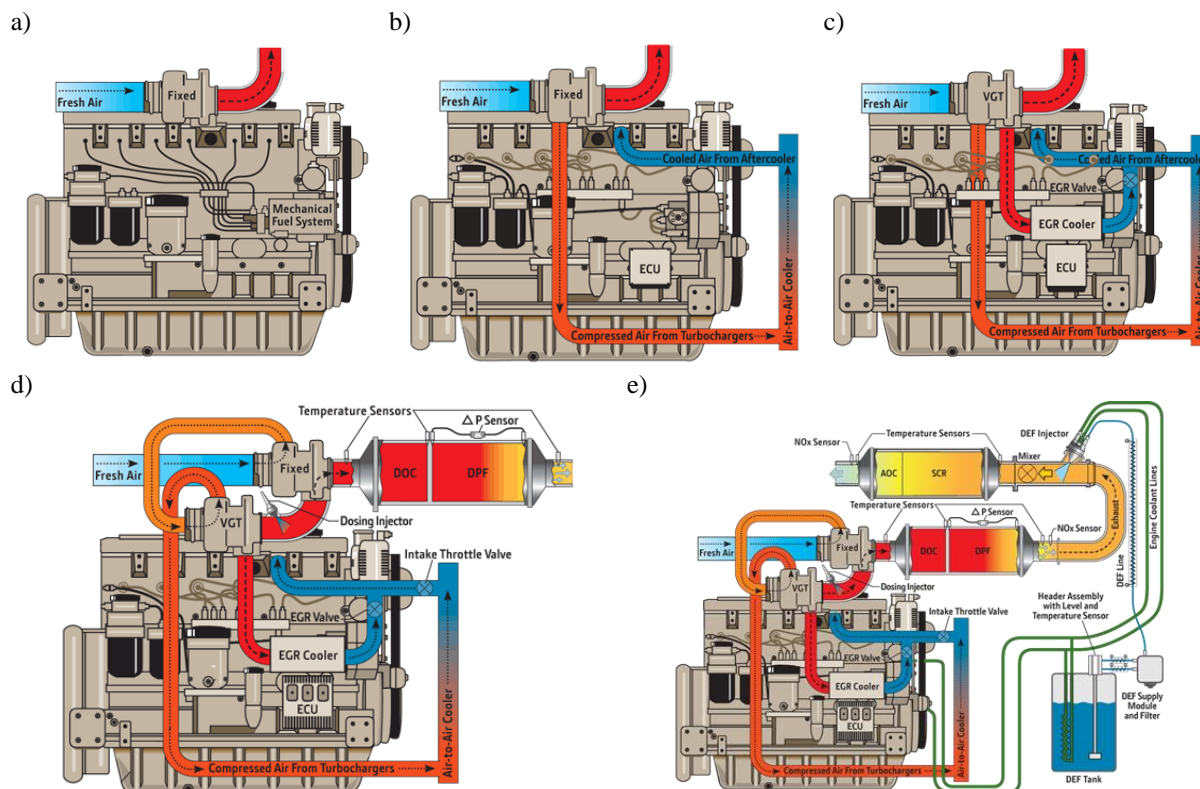 a)
Fresh Air
Fixed
Mechanical
Fuel System
b)
Fresh Air
Fixed
Cooled Air From Aftercooler
ECU
Air-to-Air Cooler
Compressed Air From Turbochargers
c)
Fresh Air
VGT
Cooled Air From Aftercooler
EGR Valve
EGR Cooler
ECU
Air-to-Air Cooler
Compressed Air From Turbochargers
d)
Temperature Sensors
△ P Sensor
Fixed
Fresh Air
DOC
DPF
VGT
Dosing Injector
Intake Throttle Valve
EGR Valve
EGR Cooler
ECU
Air-to-Air Cooler
Compressed Air From Turbochargers
e)
NOx Sensor
Temperature Sensors
DEF Injector
Mixer
AOC
SCR
Temperature Sensors
△ P Sensor
NOx Sensor
Exhaust
DEF Line
Engine Coolant Lines
Fresh Air
Fixed
DOC
DPF
VGT
Dosing Injector
Intake Throttle Valve
Header Assembly
with Level and
Temperature Sensor
EGR Valve
EGR Cooler
ECU
Air-to-Air Cooler
Compressed Air From Turbochargers
DEF Supply
Module
and Filter
DEF Tank